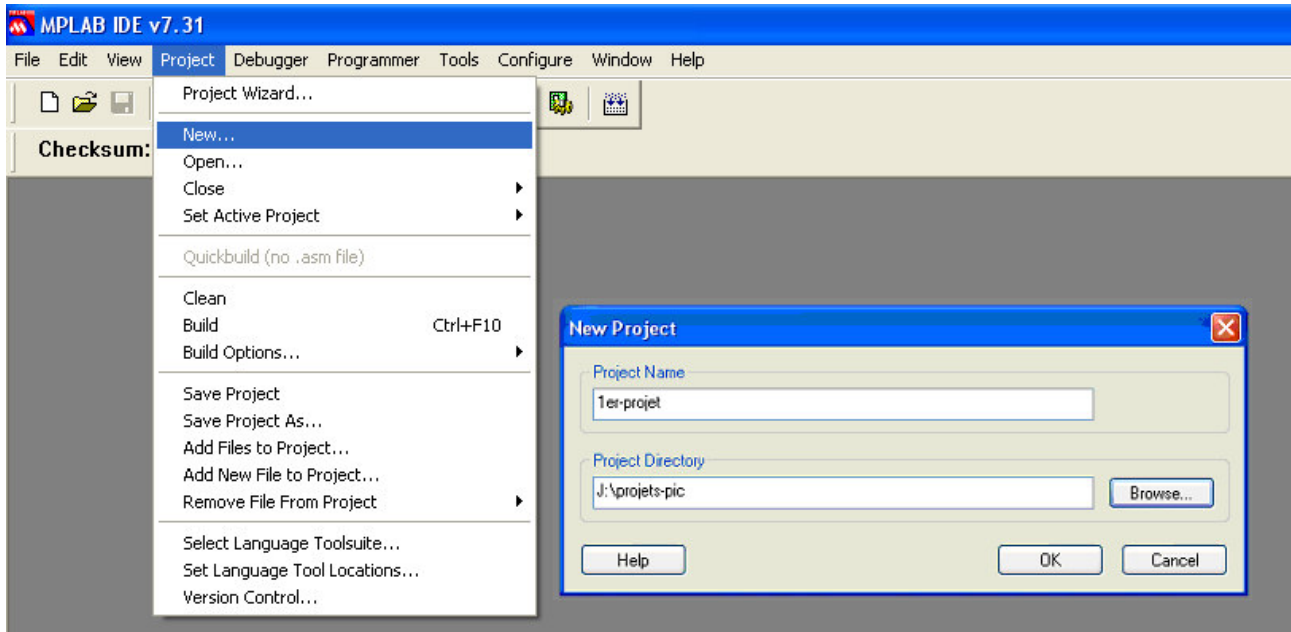 MPLAB IDE v7.31
File Edit View Project Debugger Programmer Tools Configure Window Help
Project Wizard...
Checksum:
New...
Open...
Close
Set Active Project
Quickbuild (no .asm file)
Clean
Build Ctrl+F10
Build Options...
Save Project
Save Project As...
Add Files to Project...
Add New File to Project...
Remove File From Project
Select Language Toolsuite...
Set Language Tool Locations...
Version Control...
New Project
Project Name
1er-projet
Project Directory
J:\projets-pic
Browse...
Help OK Cancel